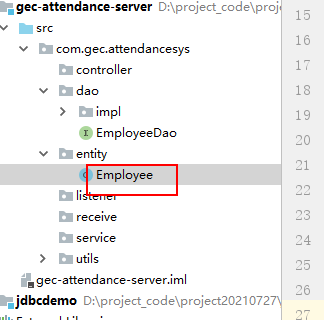 gec-attendance-server D:\project_code\
src
com.gec.attendancesys
controller
dao
impl
EmployeeDao
entity
Employee
listener
receive
service
utils
gec-attendance-server.iml
jdbcdemo D:\project_code\project20210727\
15
16
17
18
19
20
21
22
23
24
25
26
27